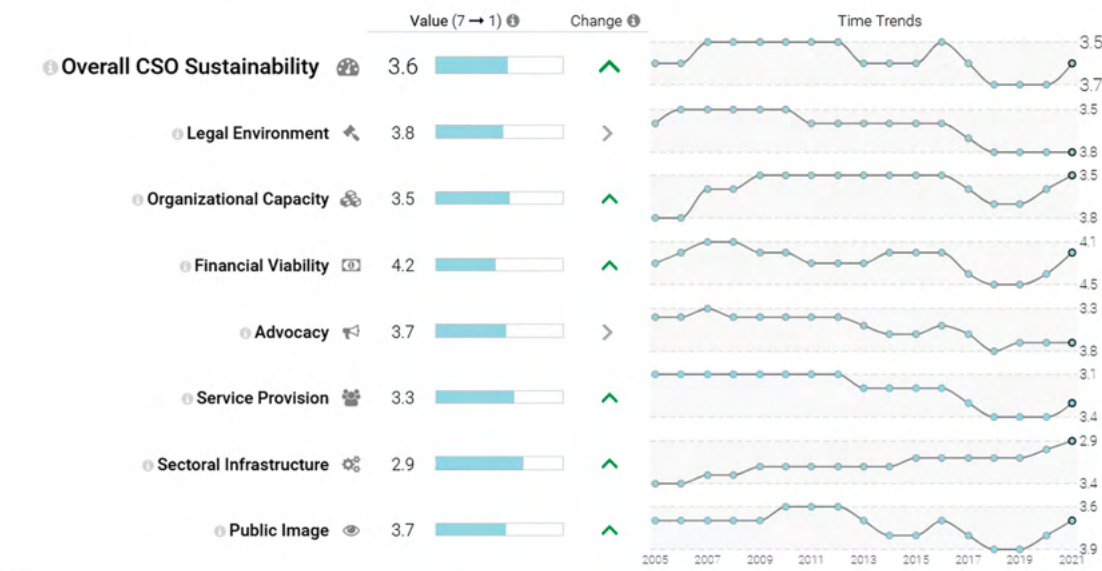 Value (7 → 1) Change Time Trends
Overall CSO Sustainability 3.6 3.5
3.7
Legal Environment 3.8 3.5
3.8
Organizational Capacity 3.5 3.5
3.8
Financial Viability 4.2 4.1
4.5
Advocacy 3.7 3.3
3.8
Service Provision 3.3 3.1
3.4
Sectoral Infrastructure 2.9 2.9
3.4
Public Image 3.7 3.6
3.9
2005 2007 2009 2011 2013 2015 2017 2019 2021